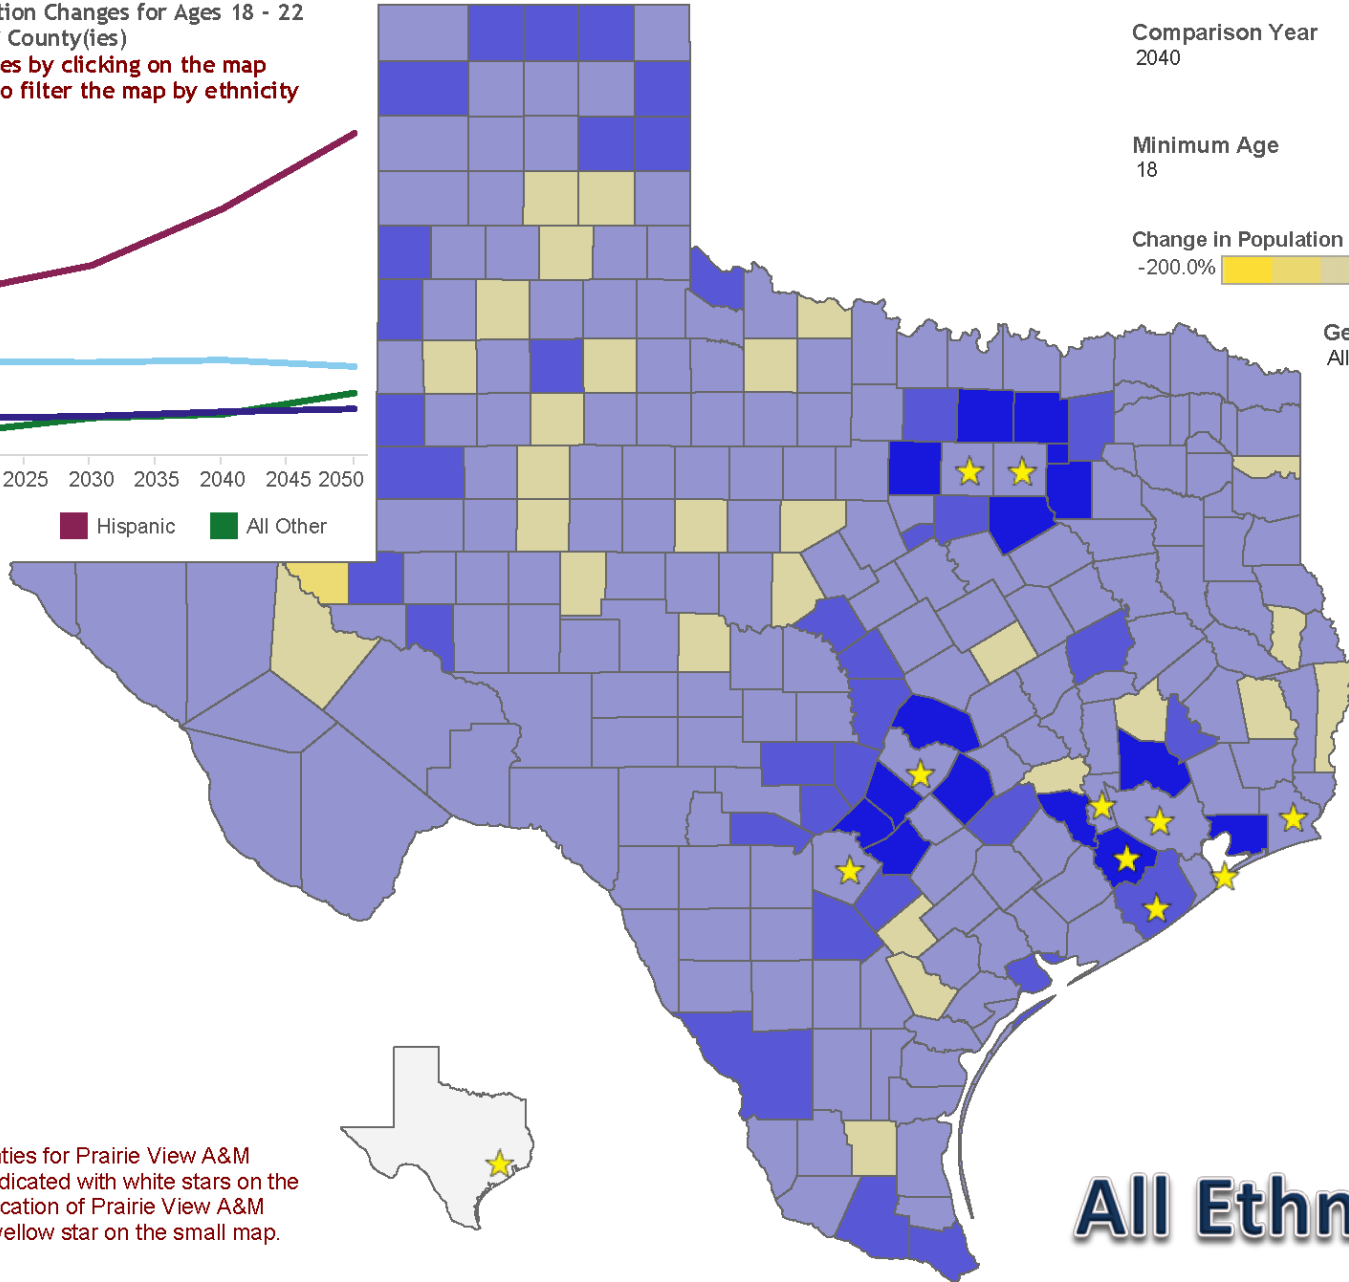 tion Changes for Ages 18 - 22
County(ies)
es by clicking on the map
o filter the map by ethnicity
2025 2030 2035 2040 2045 2050
Hispanic All Other
Comparison Year
2040
Minimum Age
18
Change in Population
-200.0%
Ge
All
ties for Prairie View A&M
dicated with white stars on the
cation of Prairie View A&M
yellow star on the small map.
All Ethn